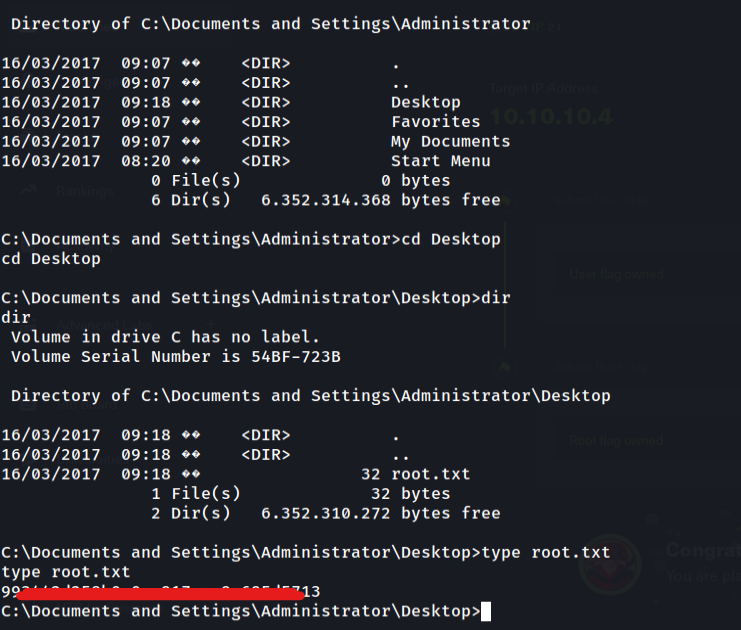 Directory of C:\Documents and Settings\Administrator
16/03/2017  09:07 ��    <DIR>          .
16/03/2017  09:07 ��    <DIR>          ..
16/03/2017  09:18 ��    <DIR>          Desktop
16/03/2017  09:07 ��    <DIR>          Favorites
16/03/2017  09:07 ��    <DIR>          My Documents
16/03/2017  08:20 ��    <DIR>          Start Menu
0 File(s)              0 bytes
6 Dir(s)   6.352.314.368 bytes free
C:\Documents and Settings\Administrator>cd Desktop
cd Desktop
C:\Documents and Settings\Administrator\Desktop>dir
dir
Volume in drive C has no label.
Volume Serial Number is 54BF-723B
Directory of C:\Documents and Settings\Administrator\Desktop
16/03/2017  09:18 ��    <DIR>          .
16/03/2017  09:18 ��    <DIR>          ..
16/03/2017  09:18 ��                32 root.txt
1 File(s)             32 bytes
2 Dir(s)   6.352.310.272 bytes free
C:\Documents and Settings\Administrator\Desktop>type root.txt
type root.txt
C:\Documents and Settings\Administrator\Desktop>
Target IP Address
10.10.10.4
Rankings
User flag owned
Root flag owned